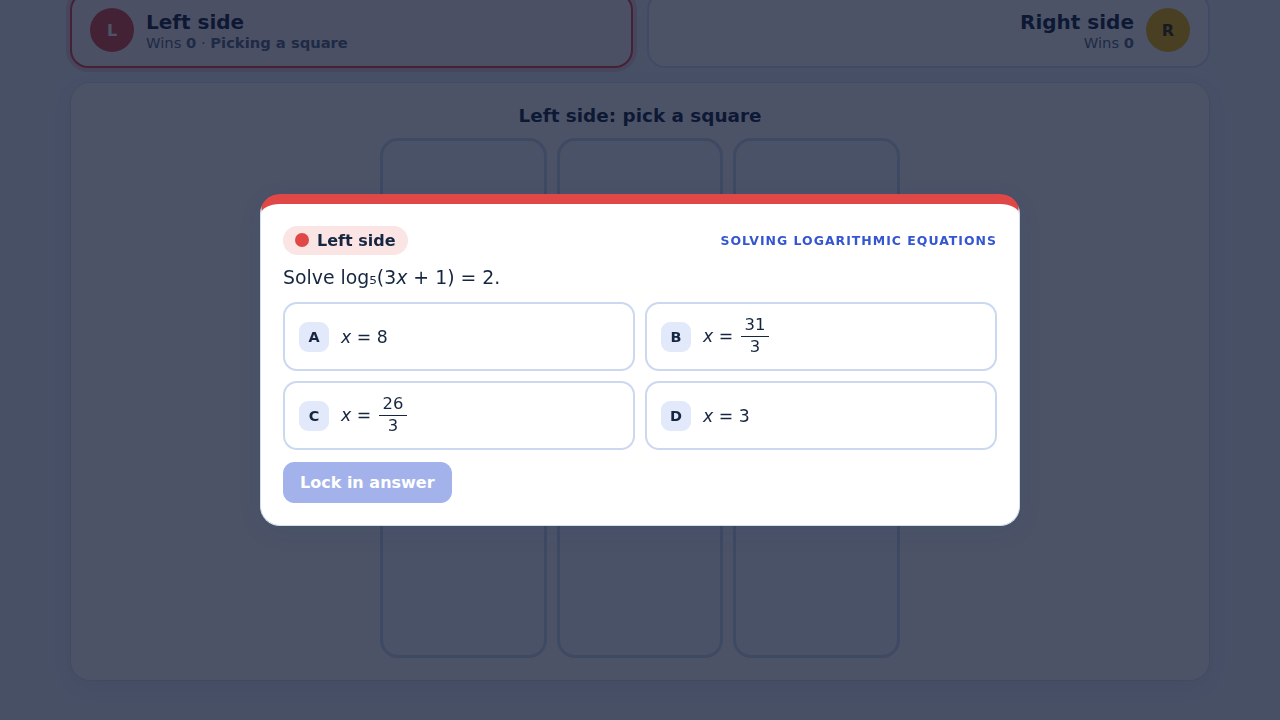 L
Left side
Wins 0 · Picking a square
Right side
Wins 0
R
Left side: pick a square
Left side
SOLVING LOGARITHMIC EQUATIONS
Solve log₅(3x + 1) = 2.
A x = 8
B x = 31/3
C x = 26/3
D x = 3
Lock in answer